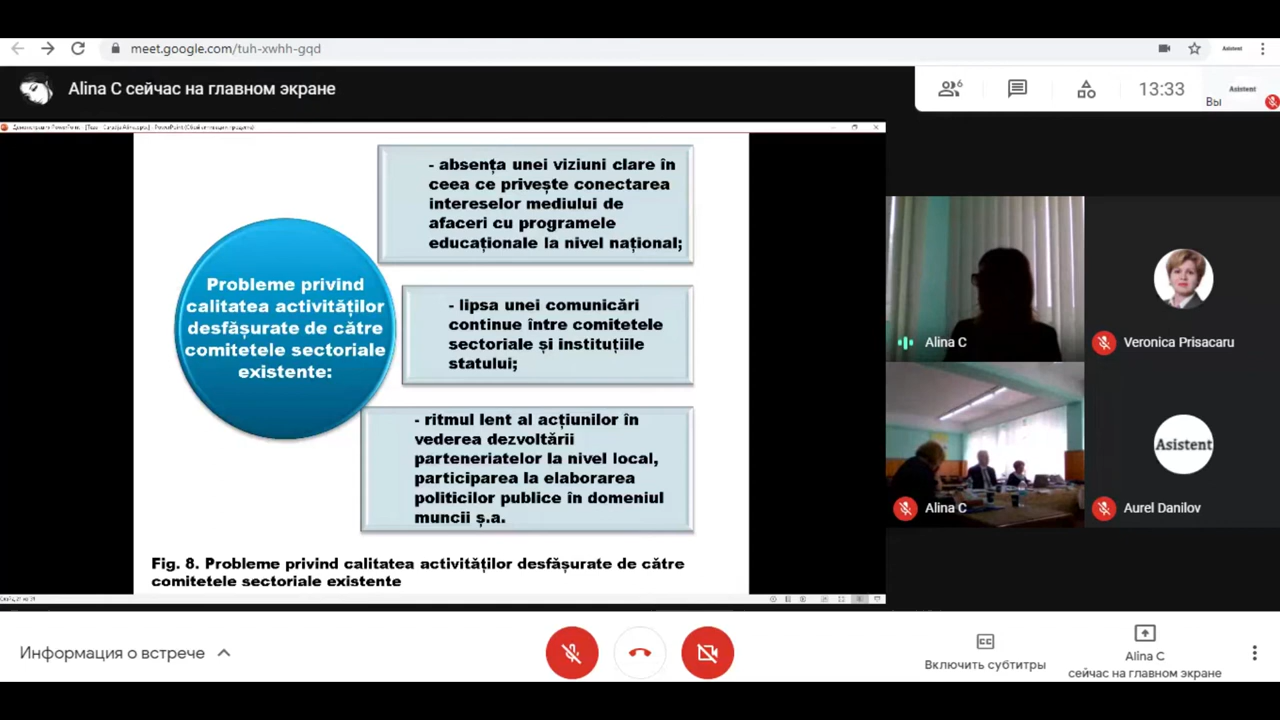 meet.google.com/tuh-xwhh-gqd
Asistent
Alina C сейчас на главном экране
6
13:33
Asistent
Вы
- absența unei viziuni clare în
ceea ce privește conectarea
intereselor mediului de
afaceri cu programele
educaționale la nivel național;
Probleme privind
calitatea activităților
desfășurate de către
comitetele sectoriale
existente:
- lipsa unei comunicări
continue între comitetele
sectoriale și instituțiile
statului;
- ritmul lent al acțiunilor în
vederea dezvoltării
parteneriatelor la nivel local,
participarea la elaborarea
politicilor publice în domeniul
muncii ș.a.
Fig. 8. Probleme privind calitatea activităților desfășurate de către
comitetele sectoriale existente
Alina C
Veronica Prisacaru
Alina C
Asistent
Aurel Danilov
Информация о встрече
Включить субтитры
Alina C
сейчас на главном экране